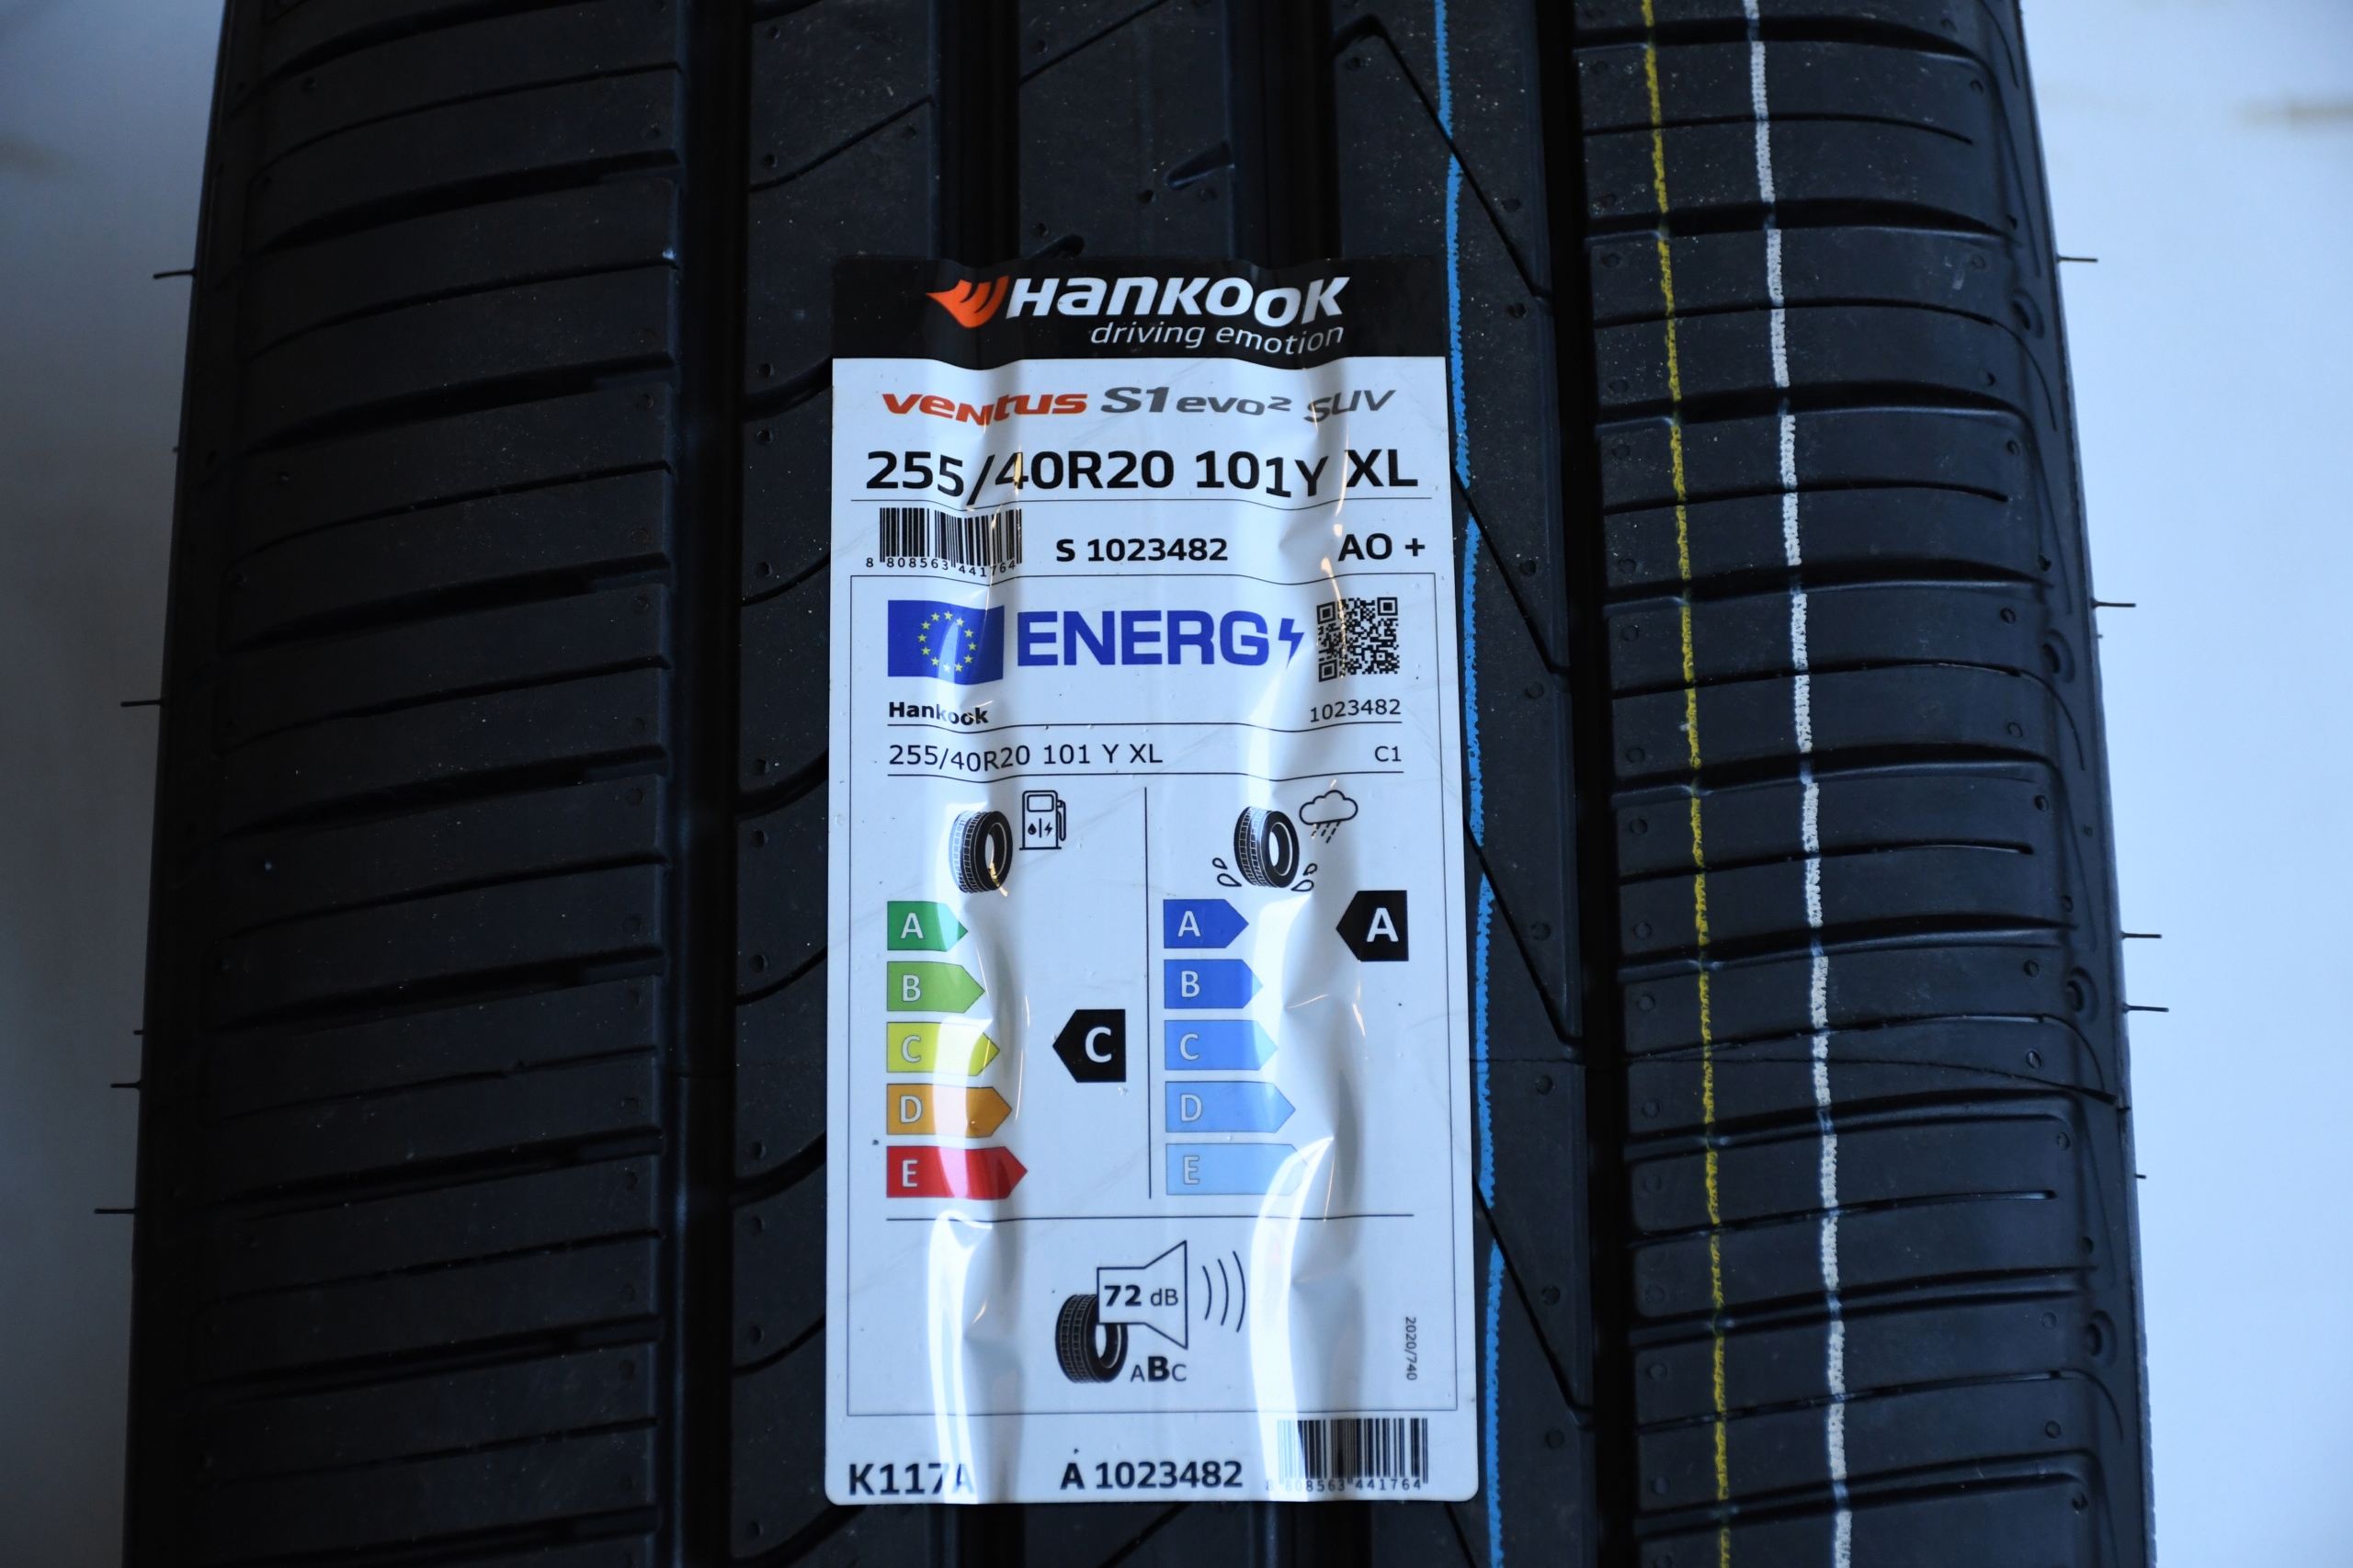 HANKOOK
driving emotion
ventus S1 evo² SUV
255/40R20 101Y XL
8 808563 441764
S 1023482
AO +
ENERG
Hankook
1023482
255/40R20 101 Y XL
C1
A
A
A
B
B
C
C
C
D
D
E
E
72 dB
ABC
2020/740
K117A
A 1023482
8 808563 441764